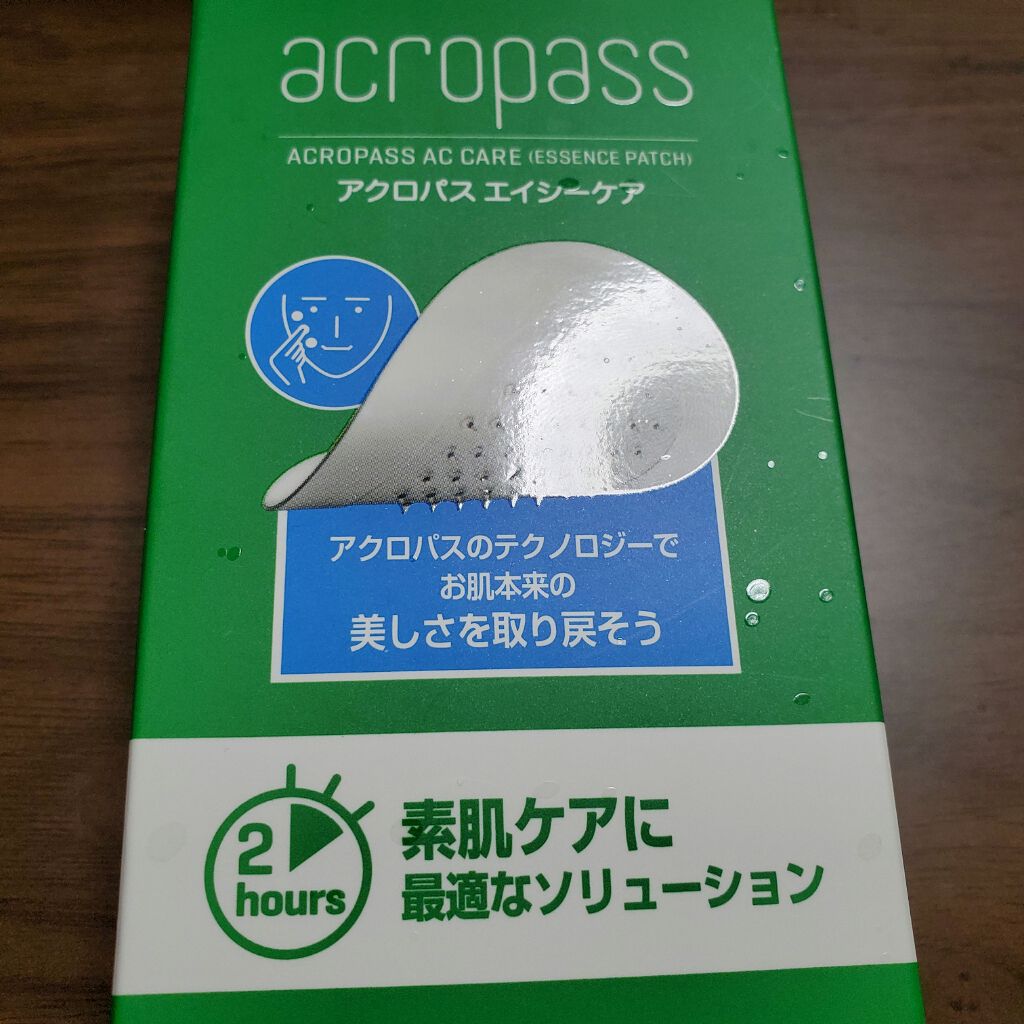 acropass
ACROPASS AC CARE (ESSENCE PATCH)
アクロパス エイシーケア
アクロパスのテクノロジーで
お肌本来の
美しさを取り戻そう
2
hours
素肌ケアに
最適なソリューション